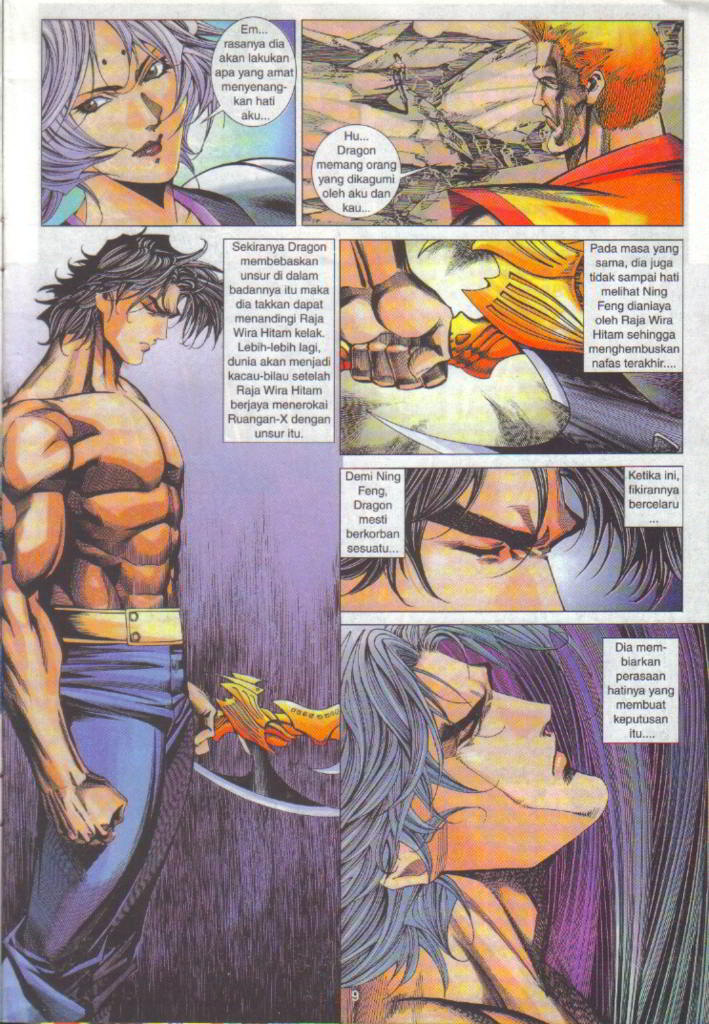 Em...
rasanya dia
akan lakukan
apa yang amat
menyenang-
kan hati
aku...
Hu...
Dragon
memang orang
yang dikagumi
oleh aku dan
kau...
Sekiranya Dragon
membebaskan
unsur di dalam
badannya itu maka
dia takkan dapat
menandingi Raja
Wira Hitam kelak.
Lebih-lebih lagi,
dunia akan menjadi
kacau-bilau setelah
Raja Wira Hitam
berjaya menerokai
Ruangan-X dengan
unsur itu.
Pada masa yang
sama, dia juga
tidak sampai hati
melihat Ning
Feng dianiaya
oleh Raja Wira
Hitam sehingga
menghembuskan
nafas terakhir....
Demi Ning
Feng,
Dragon
mesti
berkorban
sesuatu...
Ketika ini,
fikirannya
bercelaru
...
Dia mem-
biarkan
perasaan
hatinya yang
membuat
keputusan
itu....
9